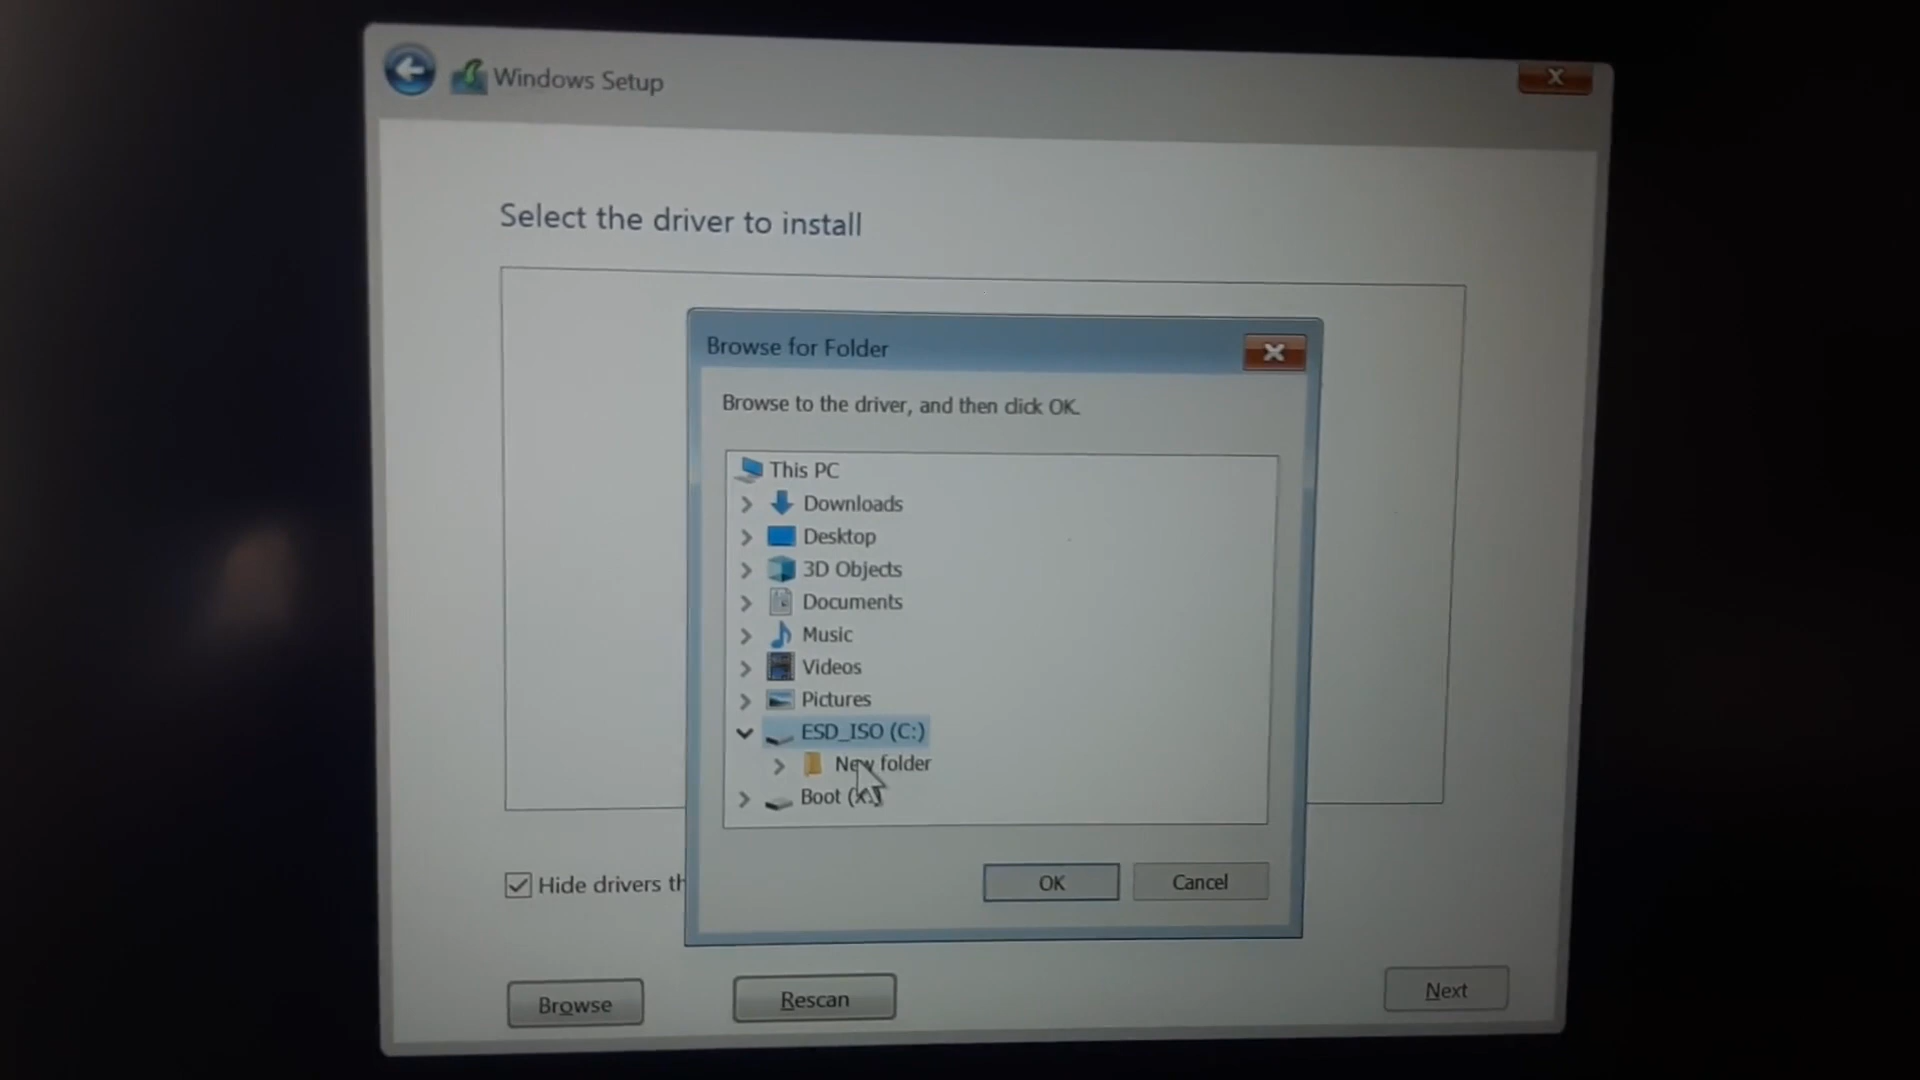 Windows Setup
Select the driver to install
Browse for Folder
Browse to the driver, and then click OK.
This PC
Downloads
Desktop
3D Objects
Documents
Music
Videos
Pictures
ESD_ISO (C:)
New folder
Boot (X:)
OK
Cancel
Hide drivers th
Browse
Rescan
Next